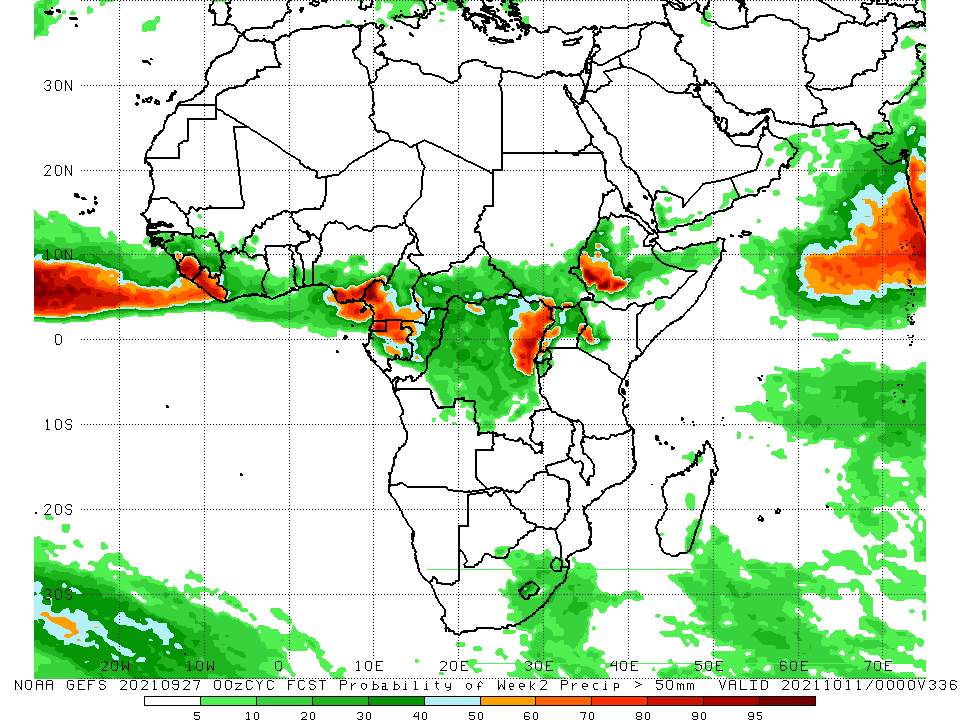 30N
20N
10N
0
10S
20S
30S
20W 10W 0 10E 20E 30E 40E 50E 60E 70E
NOAA GEFS 20210927 00zCYC FCST Probability of Week2 Precip > 50mm VALID 20211011/0000V336
5 10 20 30 40 50 60 70 80 90 95